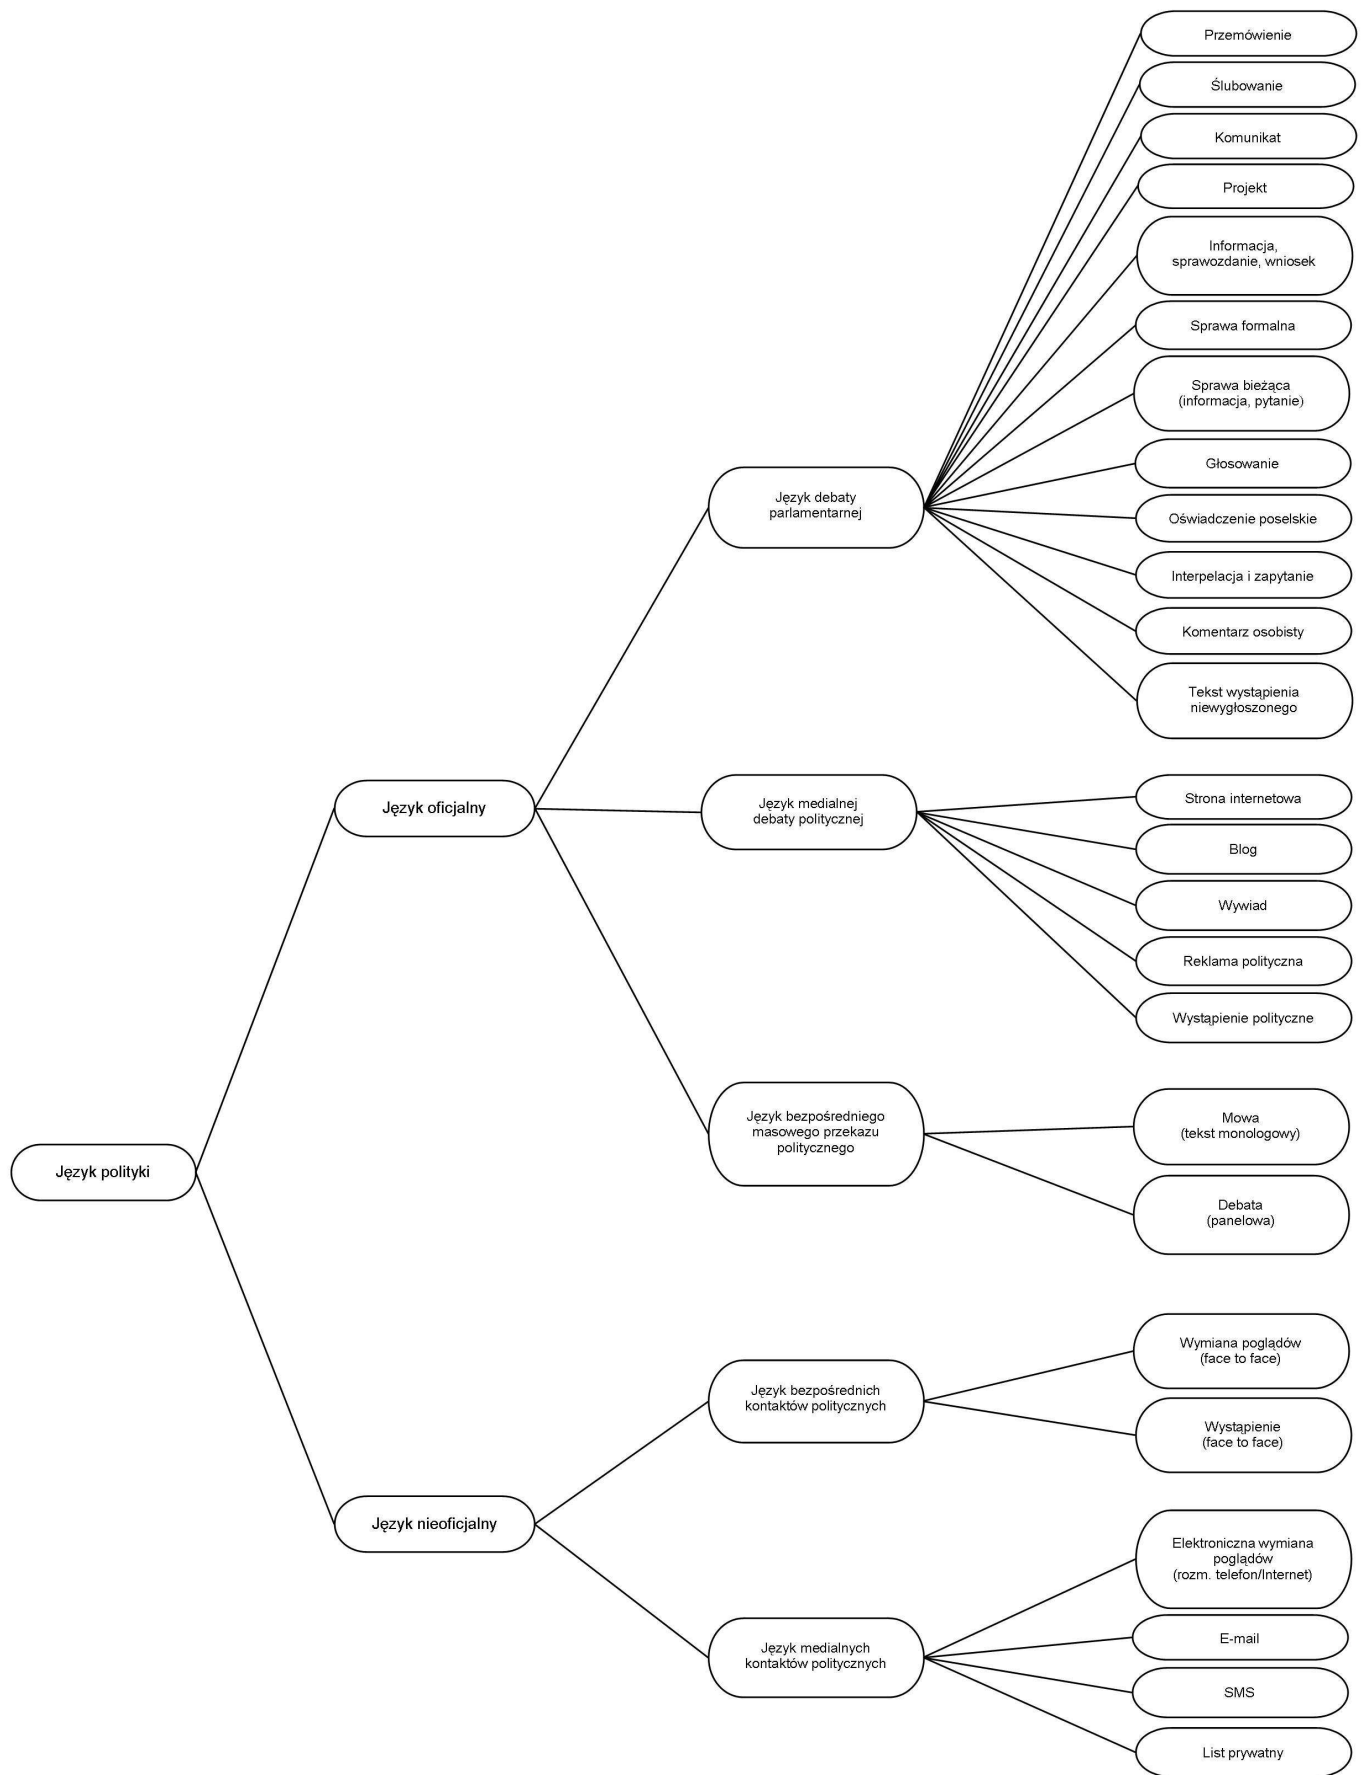 Przemówienie
Ślubowanie
Komunikat
Projekt
Informacja,
sprawozdanie, wniosek
Sprawa formalna
Sprawa bieżąca
(informacja, pytanie)
Głosowanie
Oświadczenie poselskie
Interpelacja i zapytanie
Komentarz osobisty
Tekst wystąpienia
niewygłoszonego
Język debaty
parlamentarnej
Język oficjalny
Język medialnej
debaty politycznej
Strona internetowa
Blog
Wywiad
Reklama polityczna
Wystąpienie polityczne
Język bezpośredniego
masowego przekazu
politycznego
Mowa
(tekst monologowy)
Debata
(panelowa)
Język polityki
Język nieoficjalny
Język bezpośrednich
kontaktów politycznych
Wymiana poglądów
(face to face)
Wystąpienie
(face to face)
Język medialnych
kontaktów politycznych
Elektroniczna wymiana
poglądów
(rozm. telefon/Internet)
E-mail
SMS
List prywatny